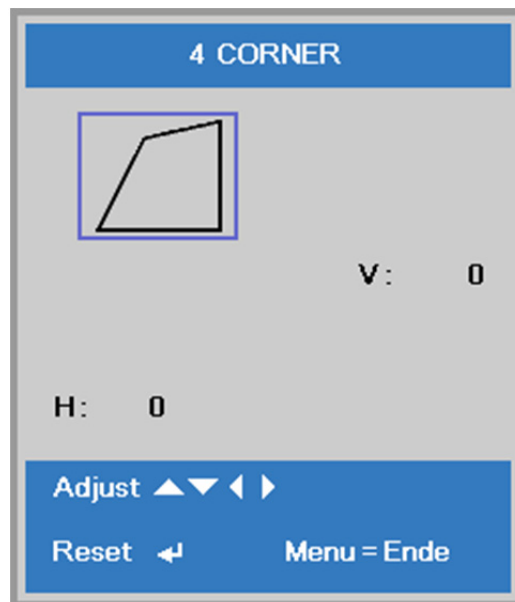 4 CORNER
V: 0
H: 0
Adjust ▲▼◀▶
Reset ↵ Menu = Ende